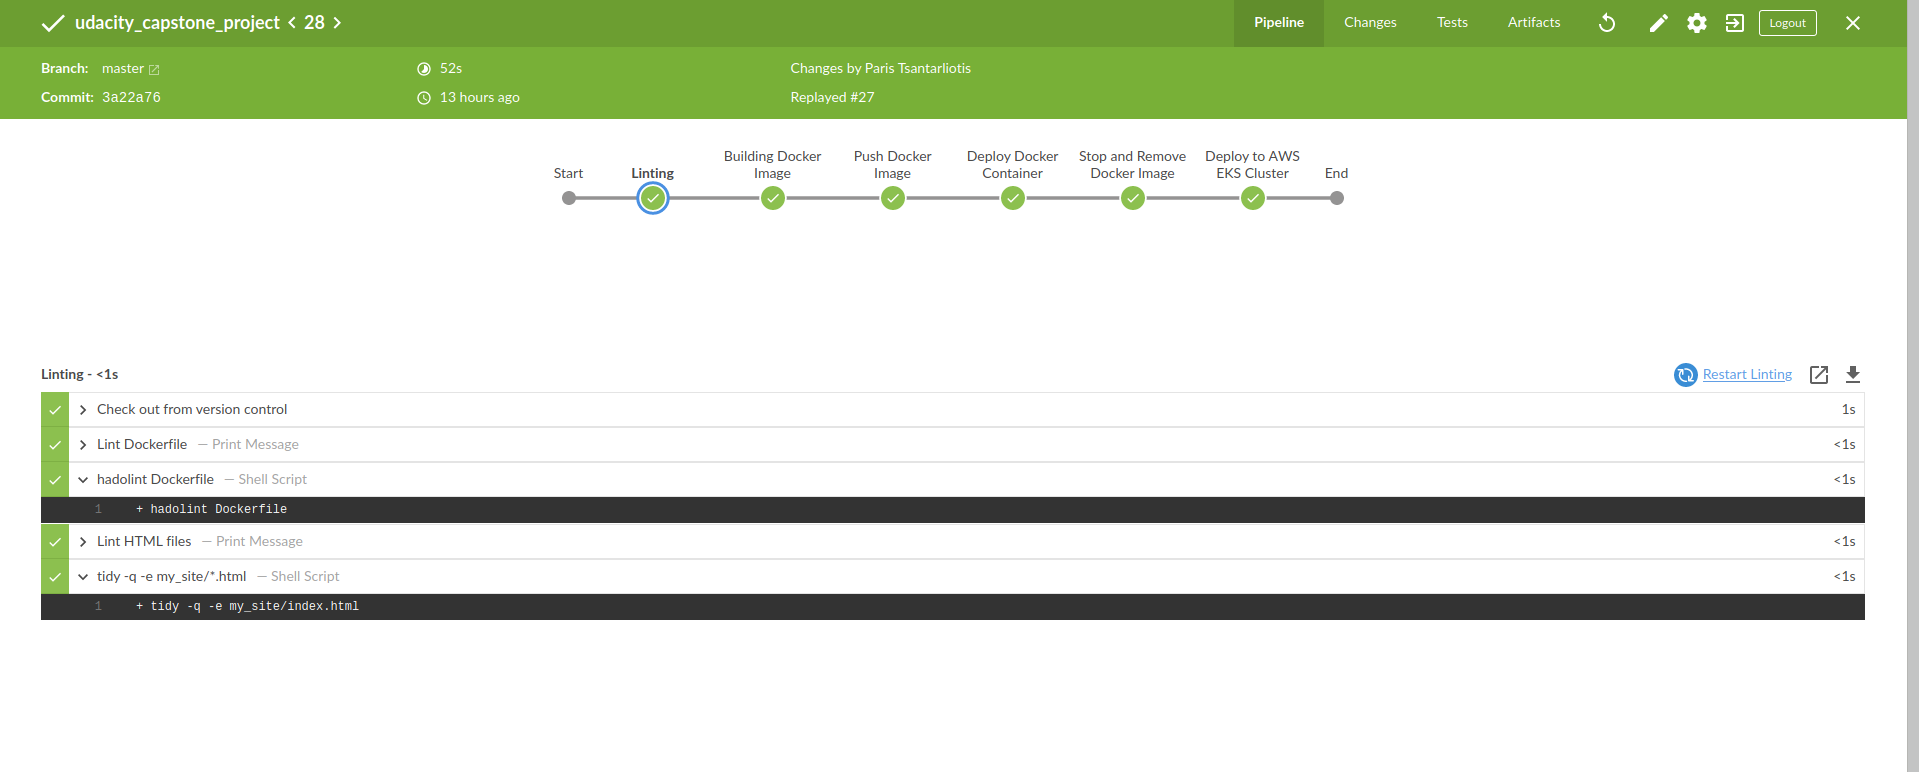 udacity_capstone_project < 28 >
Pipeline Changes Tests Artifacts Logout
Branch: master 52s Changes by Paris Tsantarliotis
Commit: 3a22a76 13 hours ago Replayed #27
Start Linting Building Docker Image Push Docker Image Deploy Docker Container Stop and Remove Docker Image Deploy to AWS EKS Cluster End
Linting - <1s Restart Linting
Check out from version control 1s
Lint Dockerfile — Print Message <1s
hadolint Dockerfile — Shell Script <1s
1 + hadolint Dockerfile
Lint HTML files — Print Message <1s
tidy -q -e my_site/*.html — Shell Script <1s
1 + tidy -q -e my_site/index.html